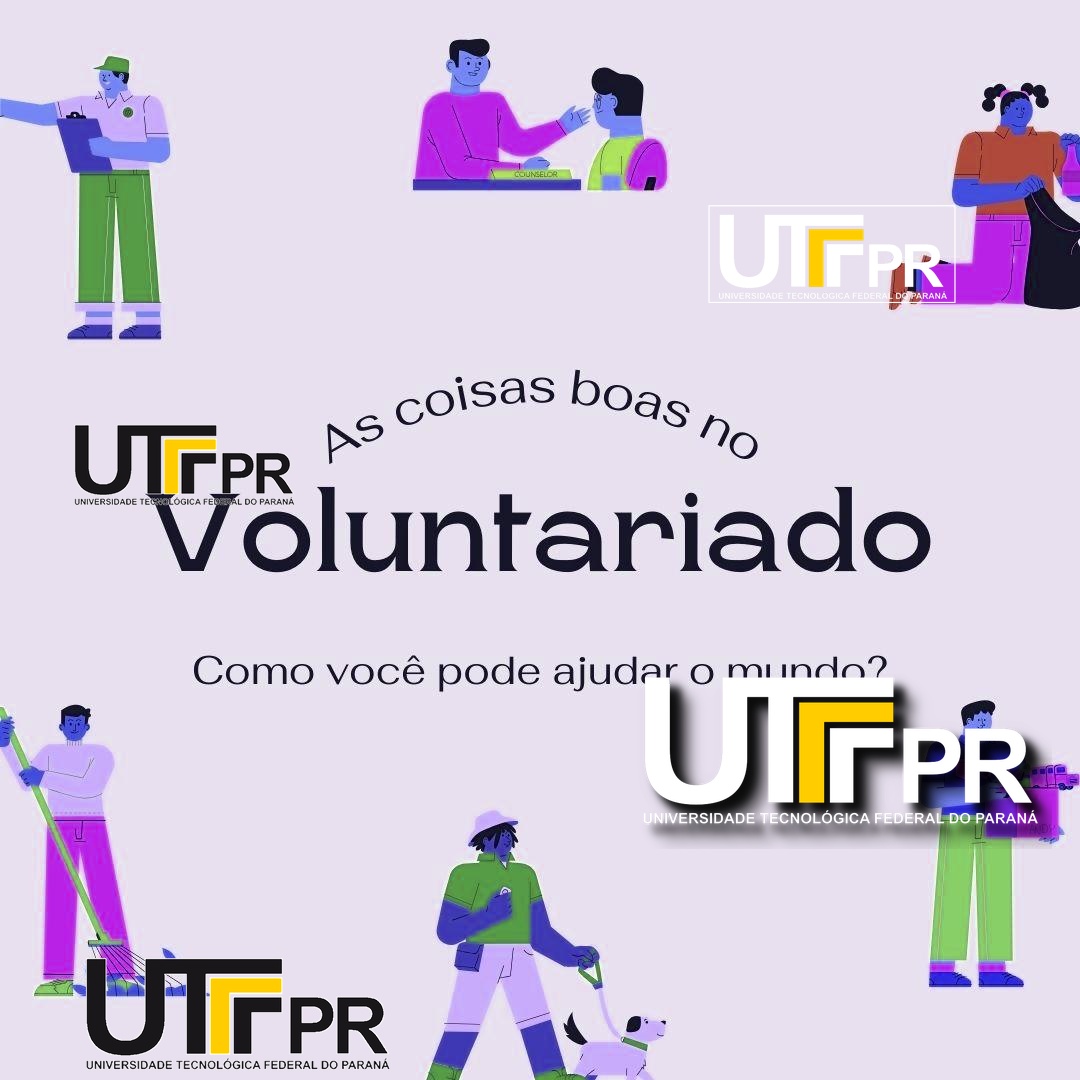 COUNSELOR
UTFPR
UNIVERSIDADE TECNOLÓGICA FEDERAL DO PARANÁ
As coisas boas no
UTFPR
UNIVERSIDADE TECNOLÓGICA FEDERAL DO PARANÁ
Voluntariado
Como você pode ajudar o mundo?
UTFPR
UNIVERSIDADE TECNOLÓGICA FEDERAL DO PARANÁ
UTFPR
UNIVERSIDADE TECNOLÓGICA FEDERAL DO PARANÁ